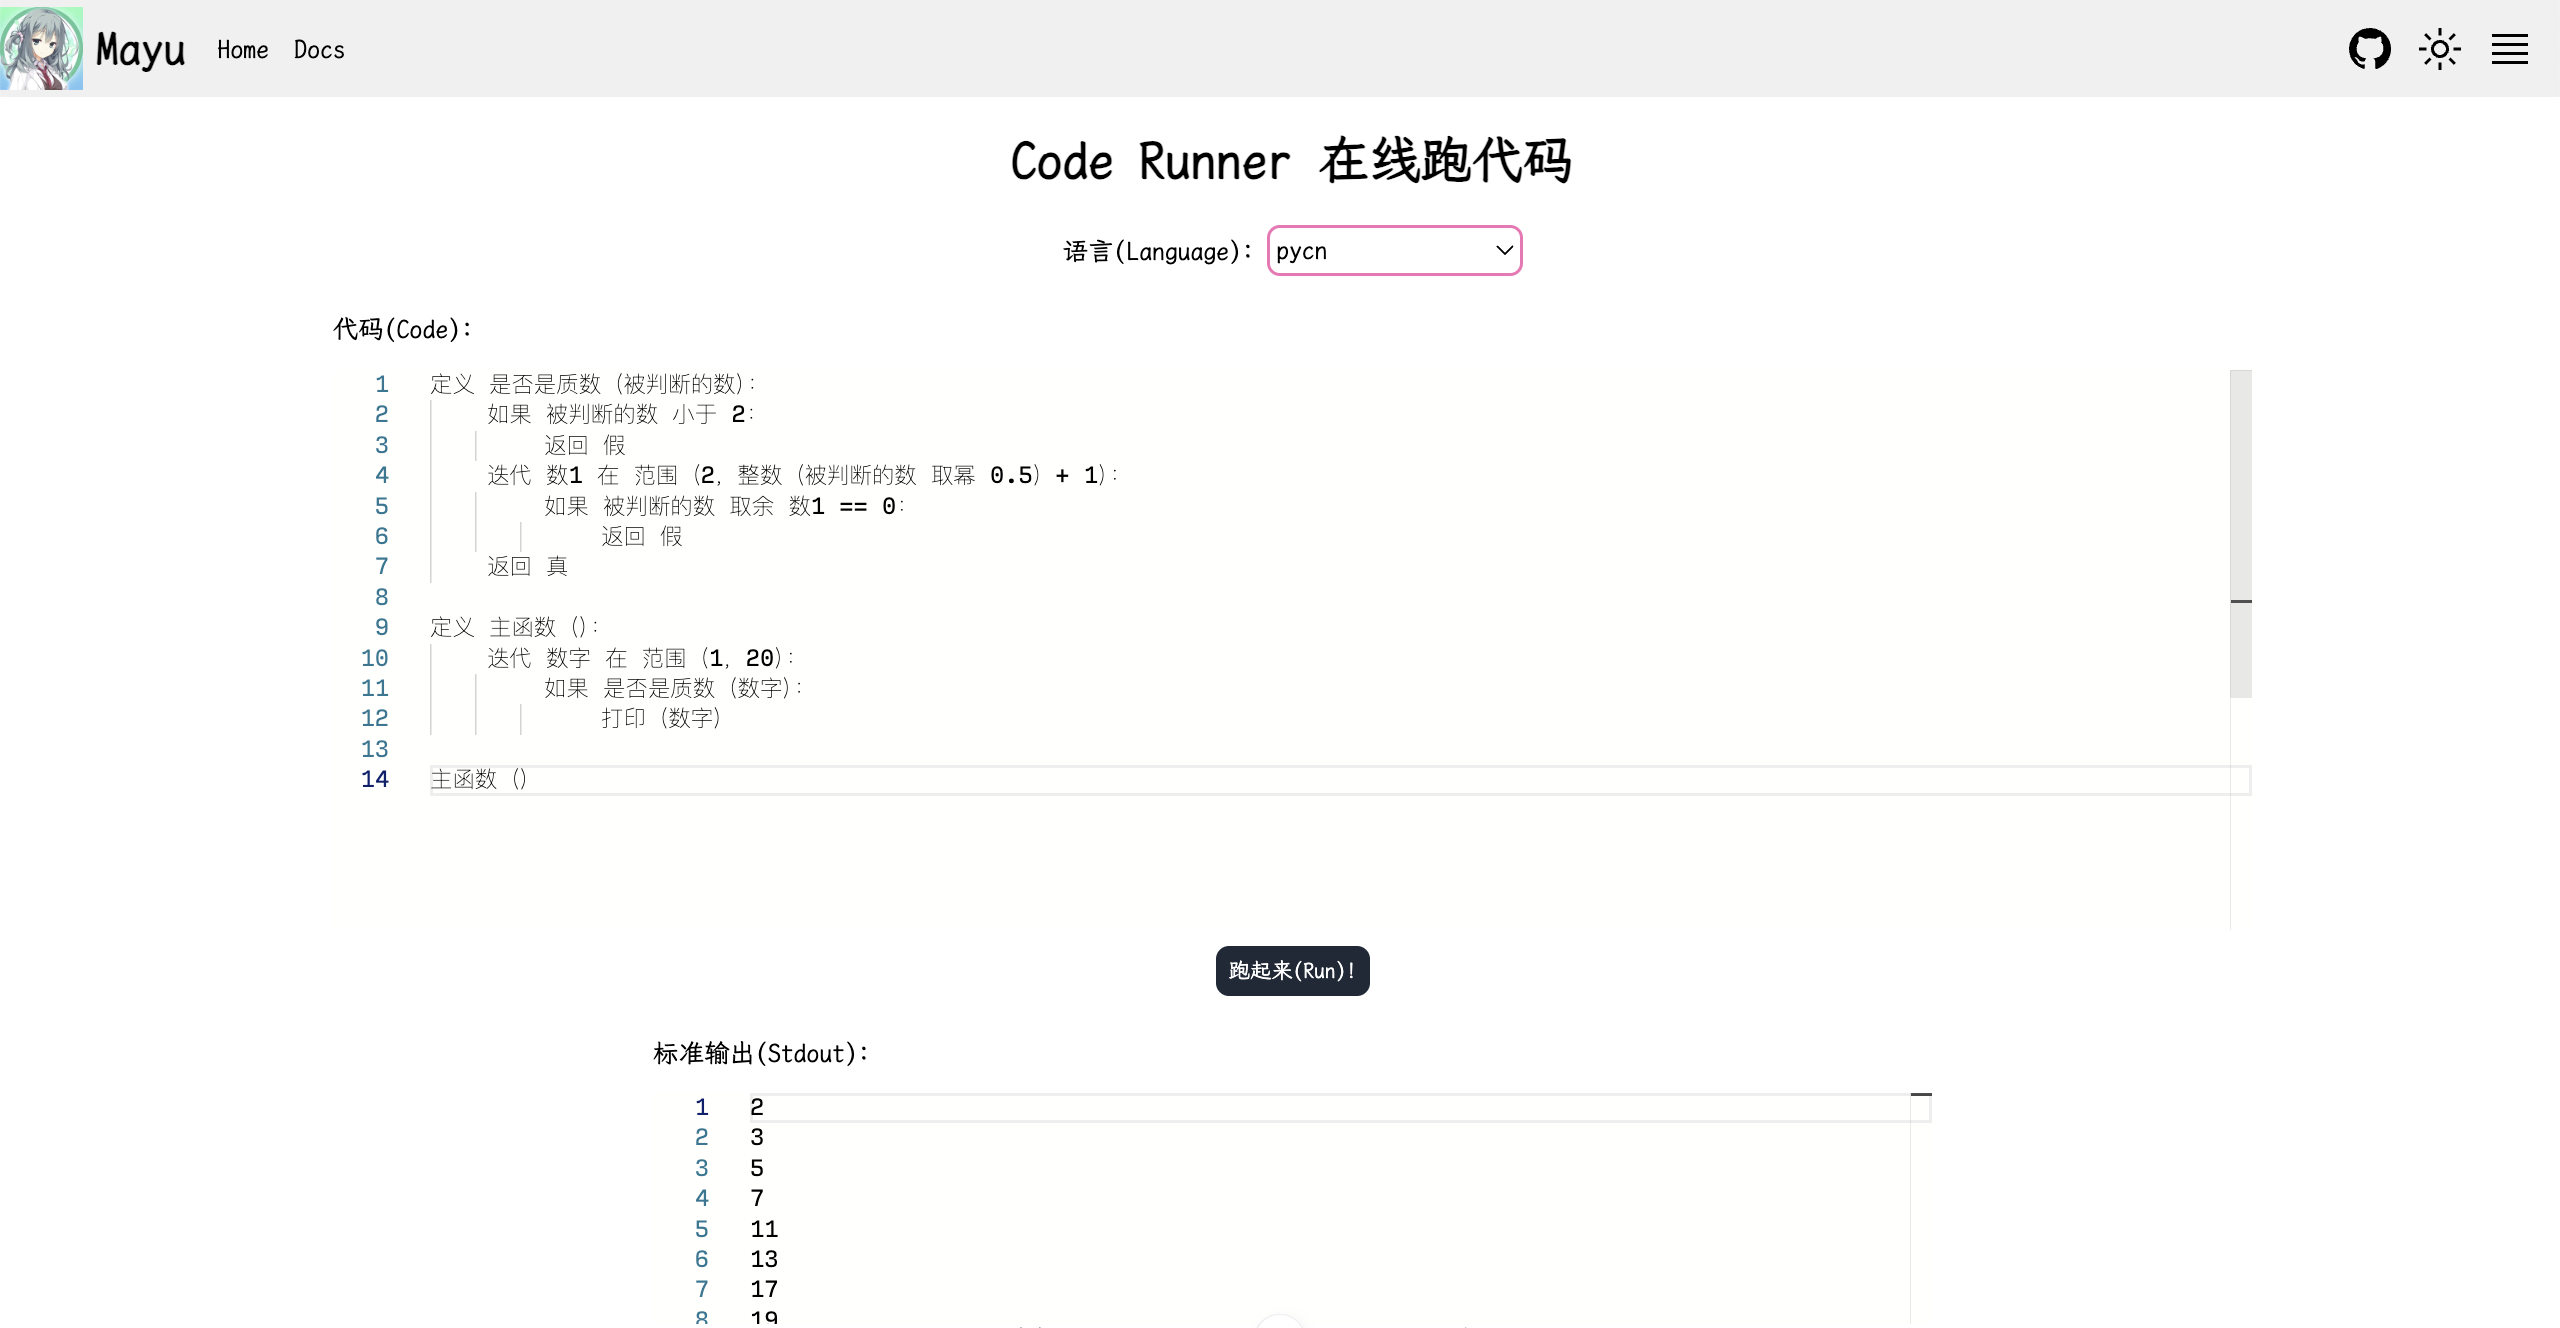 Mayu Home Docs
Code Runner 在线跑代码
语言(Language): pycn
代码(Code):
1 定义 是否是质数（被判断的数）：
2 如果 被判断的数 小于 2：
3 返回 假
4 迭代 数1 在 范围（2，整数（被判断的数 取幂 0.5）+ 1）：
5 如果 被判断的数 取余 数1 == 0：
6 返回 假
7 返回 真
8
9 定义 主函数（）：
10 迭代 数字 在 范围（1，20）：
11 如果 是否是质数（数字）：
12 打印（数字）
13
14 主函数（）
跑起来(Run)!
标准输出(Stdout):
1 2
2 3
3 5
4 7
5 11
6 13
7 17
8 19